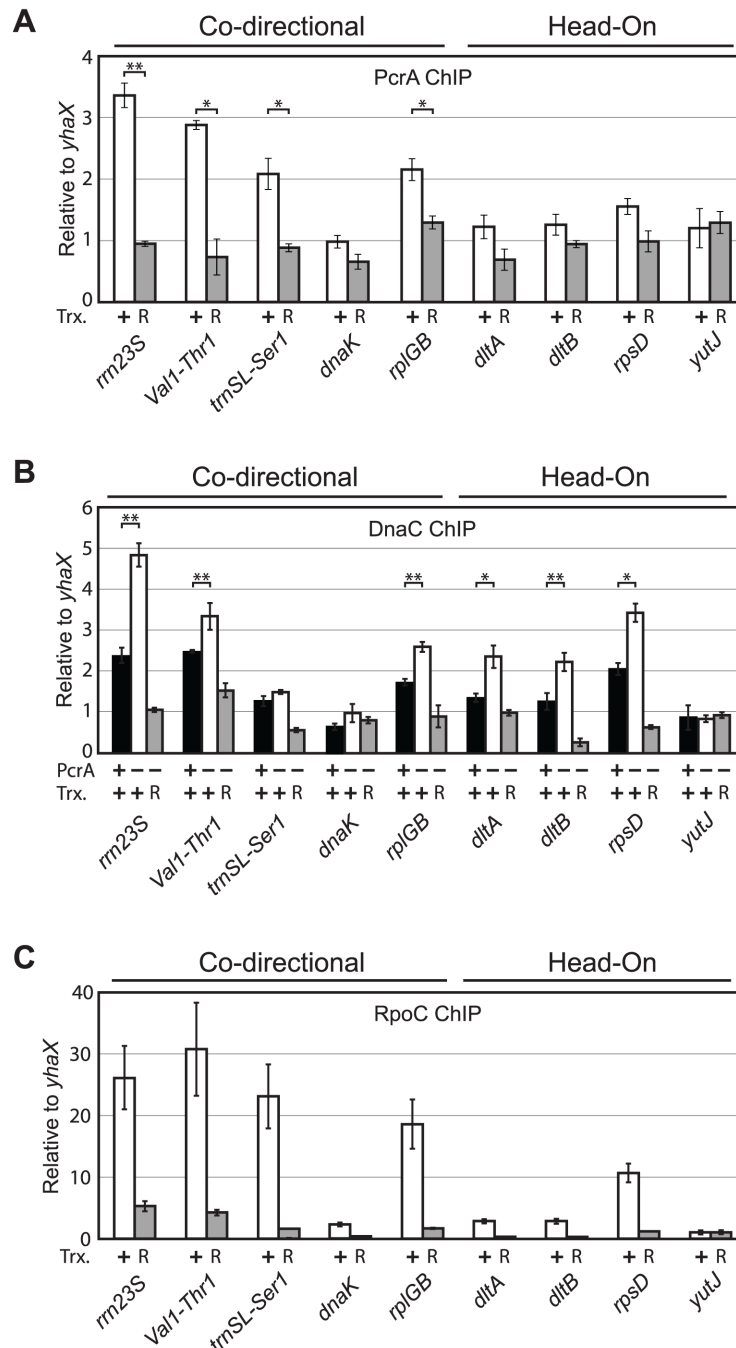 A
Co-directional Head-On
PcrA ChIP
Relative to yhaX
4
3
2
1
0
** * * *
Trx. + R + R + R + R + R + R + R + R + R
rrn23S Val1-Thr1 trnSL-Ser1 dnaK rplGB dltA dltB rpsD yutJ
B
Co-directional Head-On
DnaC ChIP
Relative to yhaX
6
5
4
3
2
1
0
** ** ** * ** *
PcrA + − − + − − + − − + − − + − − + − − + − − + − − + − −
Trx. + + R + + R + + R + + R + + R + + R + + R + + R + + R
rrn23S Val1-Thr1 trnSL-Ser1 dnaK rplGB dltA dltB rpsD yutJ
C
Co-directional Head-On
RpoC ChIP
Relative to yhaX
40
30
20
10
0
Trx. + R + R + R + R + R + R + R + R + R
rrn23S Val1-Thr1 trnSL-Ser1 dnaK rplGB dltA dltB rpsD yutJ